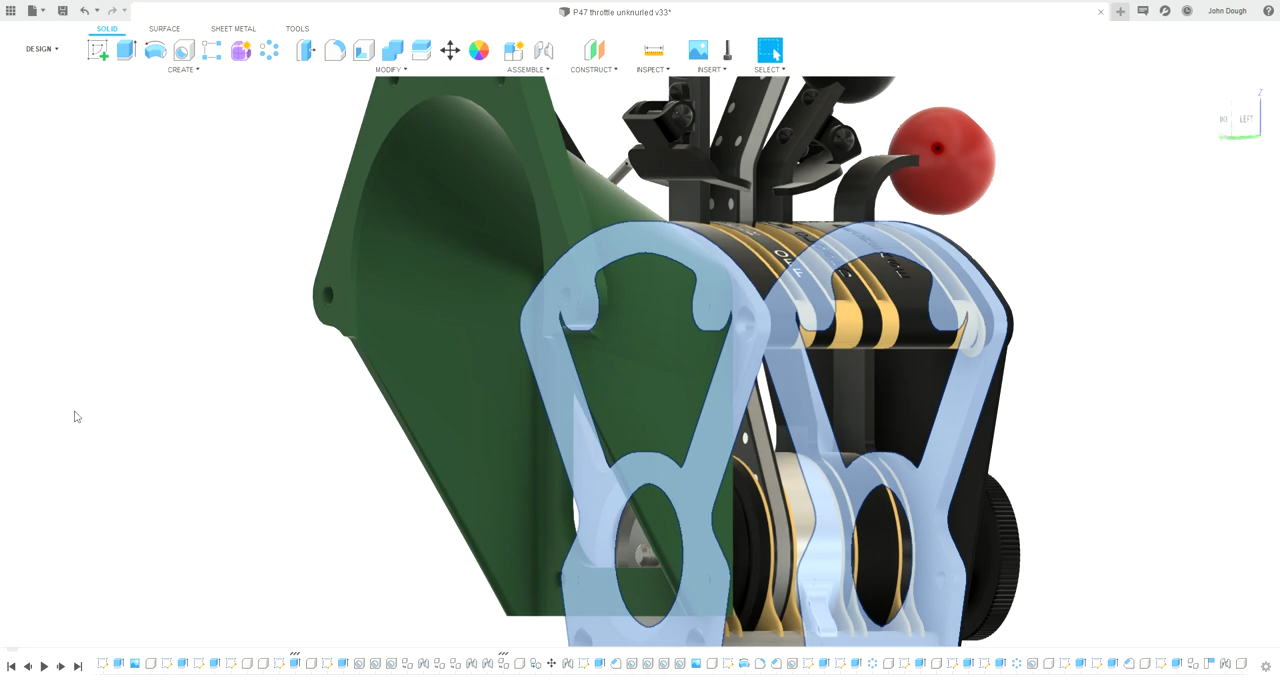 P47 throttle unknurled v33*
John Dough
SOLID
SURFACE
SHEET METAL
TOOLS
DESIGN
CREATE
MODIFY
ASSEMBLE
CONSTRUCT
INSPECT
INSERT
SELECT
Z
LEFT